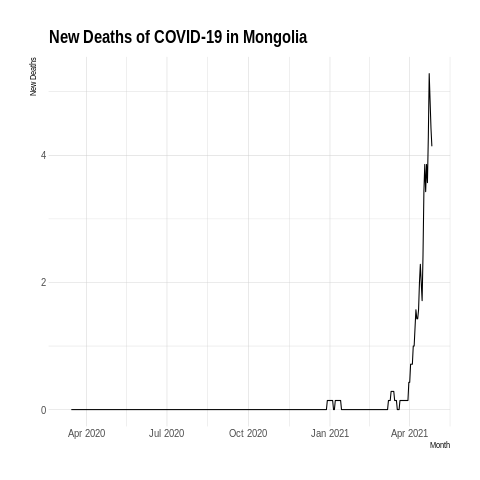 New Deaths of COVID-19 in Mongolia
New Deaths
4
2
0
Apr 2020 Jul 2020 Oct 2020 Jan 2021 Apr 2021
Month